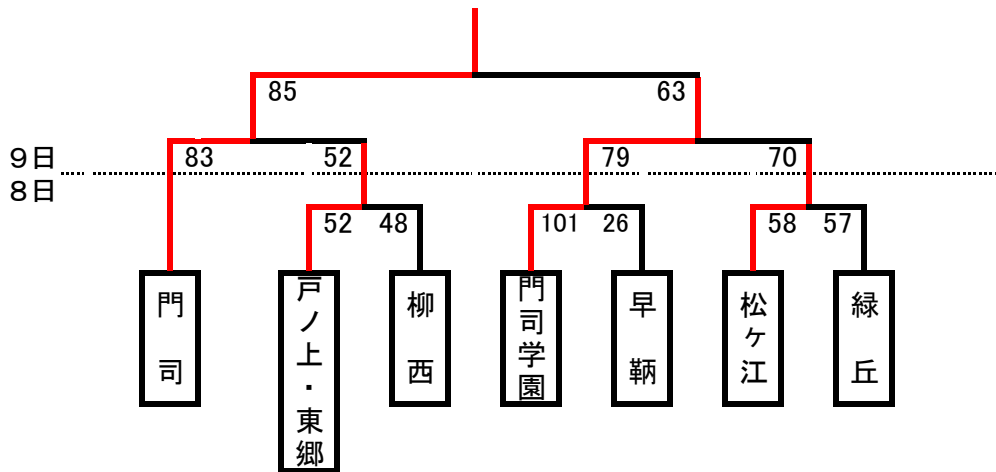 85 63
９日 83 52 79 70
８日
52 48 101 26 58 57
門司
戸ノ上・東郷
柳西
門司学園
早鞆
松ヶ江
緑丘